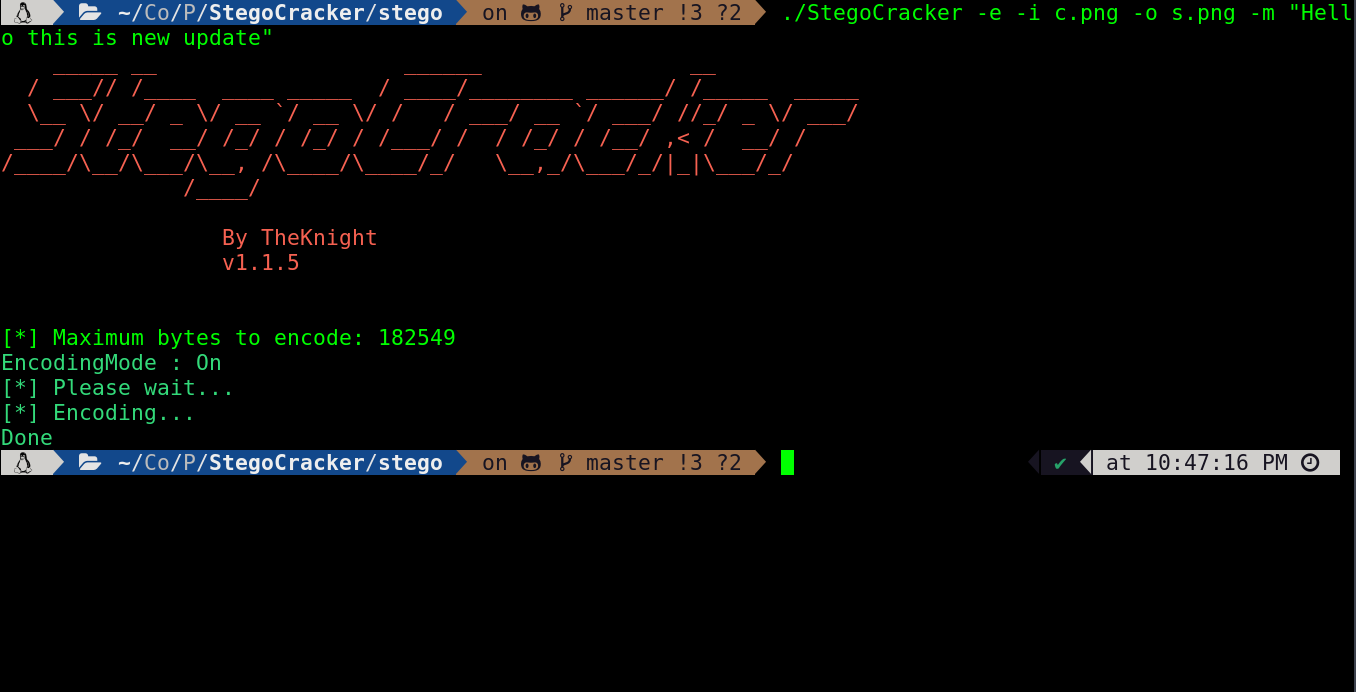 ~/Co/P/StegoCracker/stego on master !3 ?2 ./StegoCracker -e -i c.png -o s.png -m "Hell
o this is new update"
StegoCracker
By TheKnight
v1.1.5
[*] Maximum bytes to encode: 182549
EncodingMode : On
[*] Please wait...
[*] Encoding...
Done
~/Co/P/StegoCracker/stego on master !3 ?2 ✔ at 10:47:16 PM